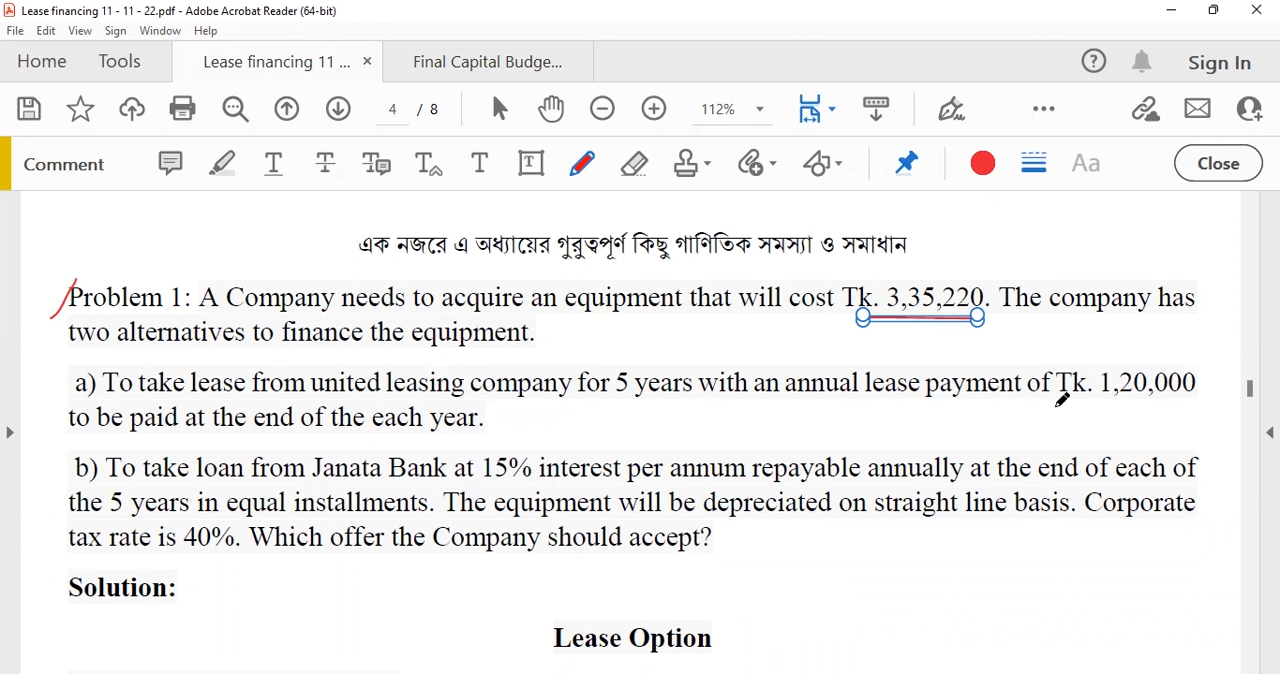 Lease financing 11 - 11 - 22.pdf - Adobe Acrobat Reader (64-bit)
File Edit View Sign Window Help
Home Tools Lease financing 11 ... × Final Capital Budge... Sign In
4 / 8 112%
Comment Aa Close
এক নজরে এ অধ্যায়ের গুরুত্বপূর্ণ কিছু গাণিতিক সমস্যা ও সমাধান
Problem 1: A Company needs to acquire an equipment that will cost Tk. 3,35,220. The company has
two alternatives to finance the equipment.
a) To take lease from united leasing company for 5 years with an annual lease payment of Tk. 1,20,000
to be paid at the end of the each year.
b) To take loan from Janata Bank at 15% interest per annum repayable annually at the end of each of
the 5 years in equal installments. The equipment will be depreciated on straight line basis. Corporate
tax rate is 40%. Which offer the Company should accept?
Solution:
Lease Option